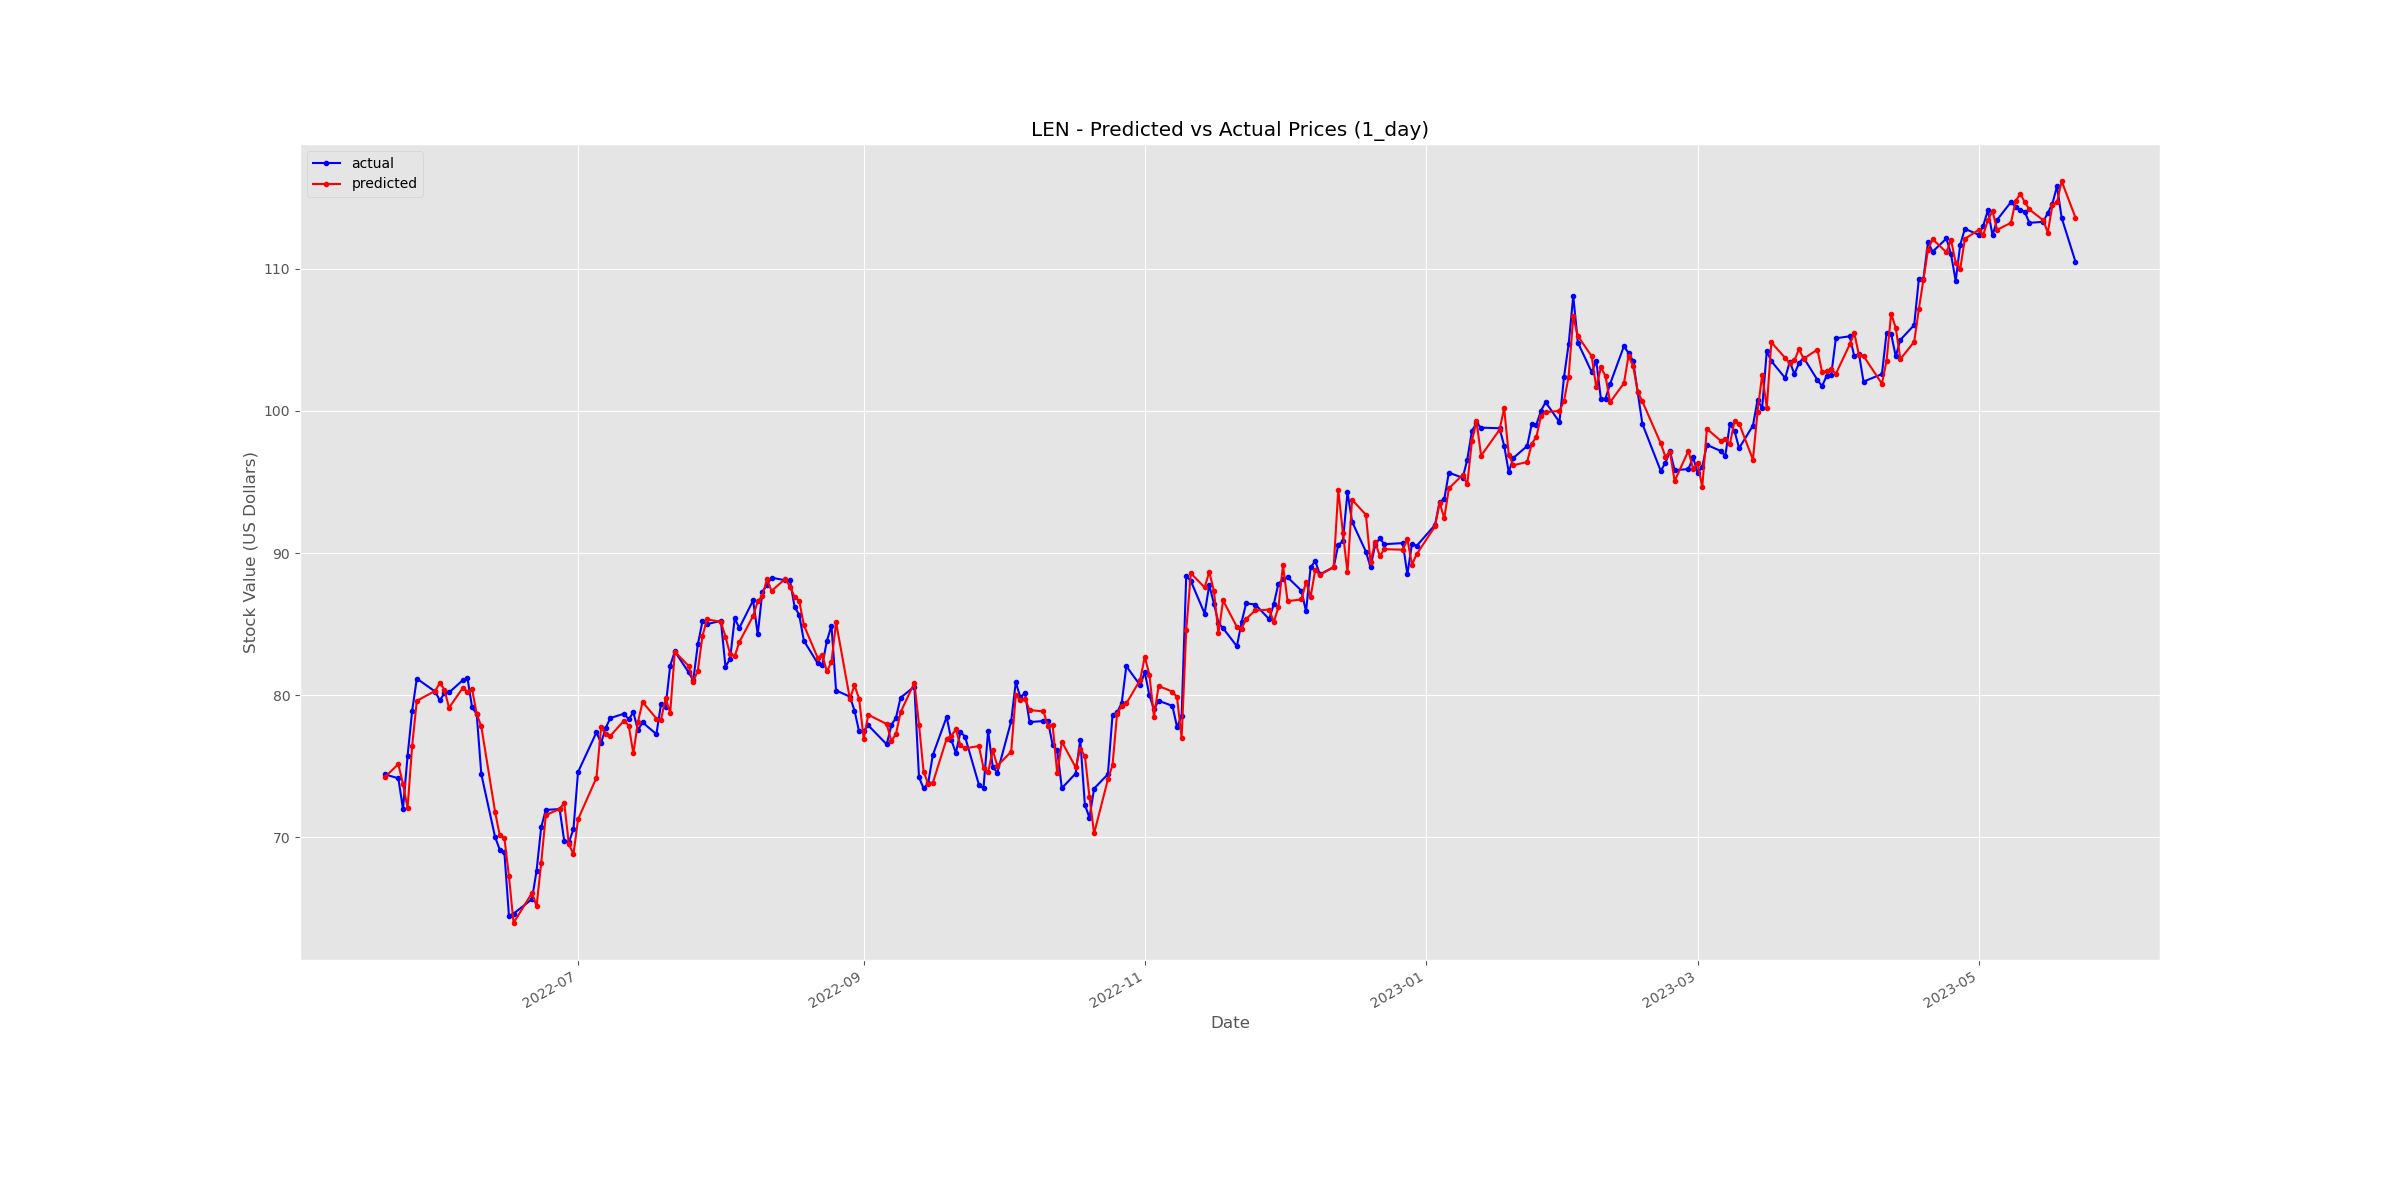 LEN - Predicted vs Actual Prices (1_day)
actual
predicted
110
100
90
80
70
Stock Value (US Dollars)
2022-07
2022-09
2022-11
2023-01
2023-03
2023-05
Date